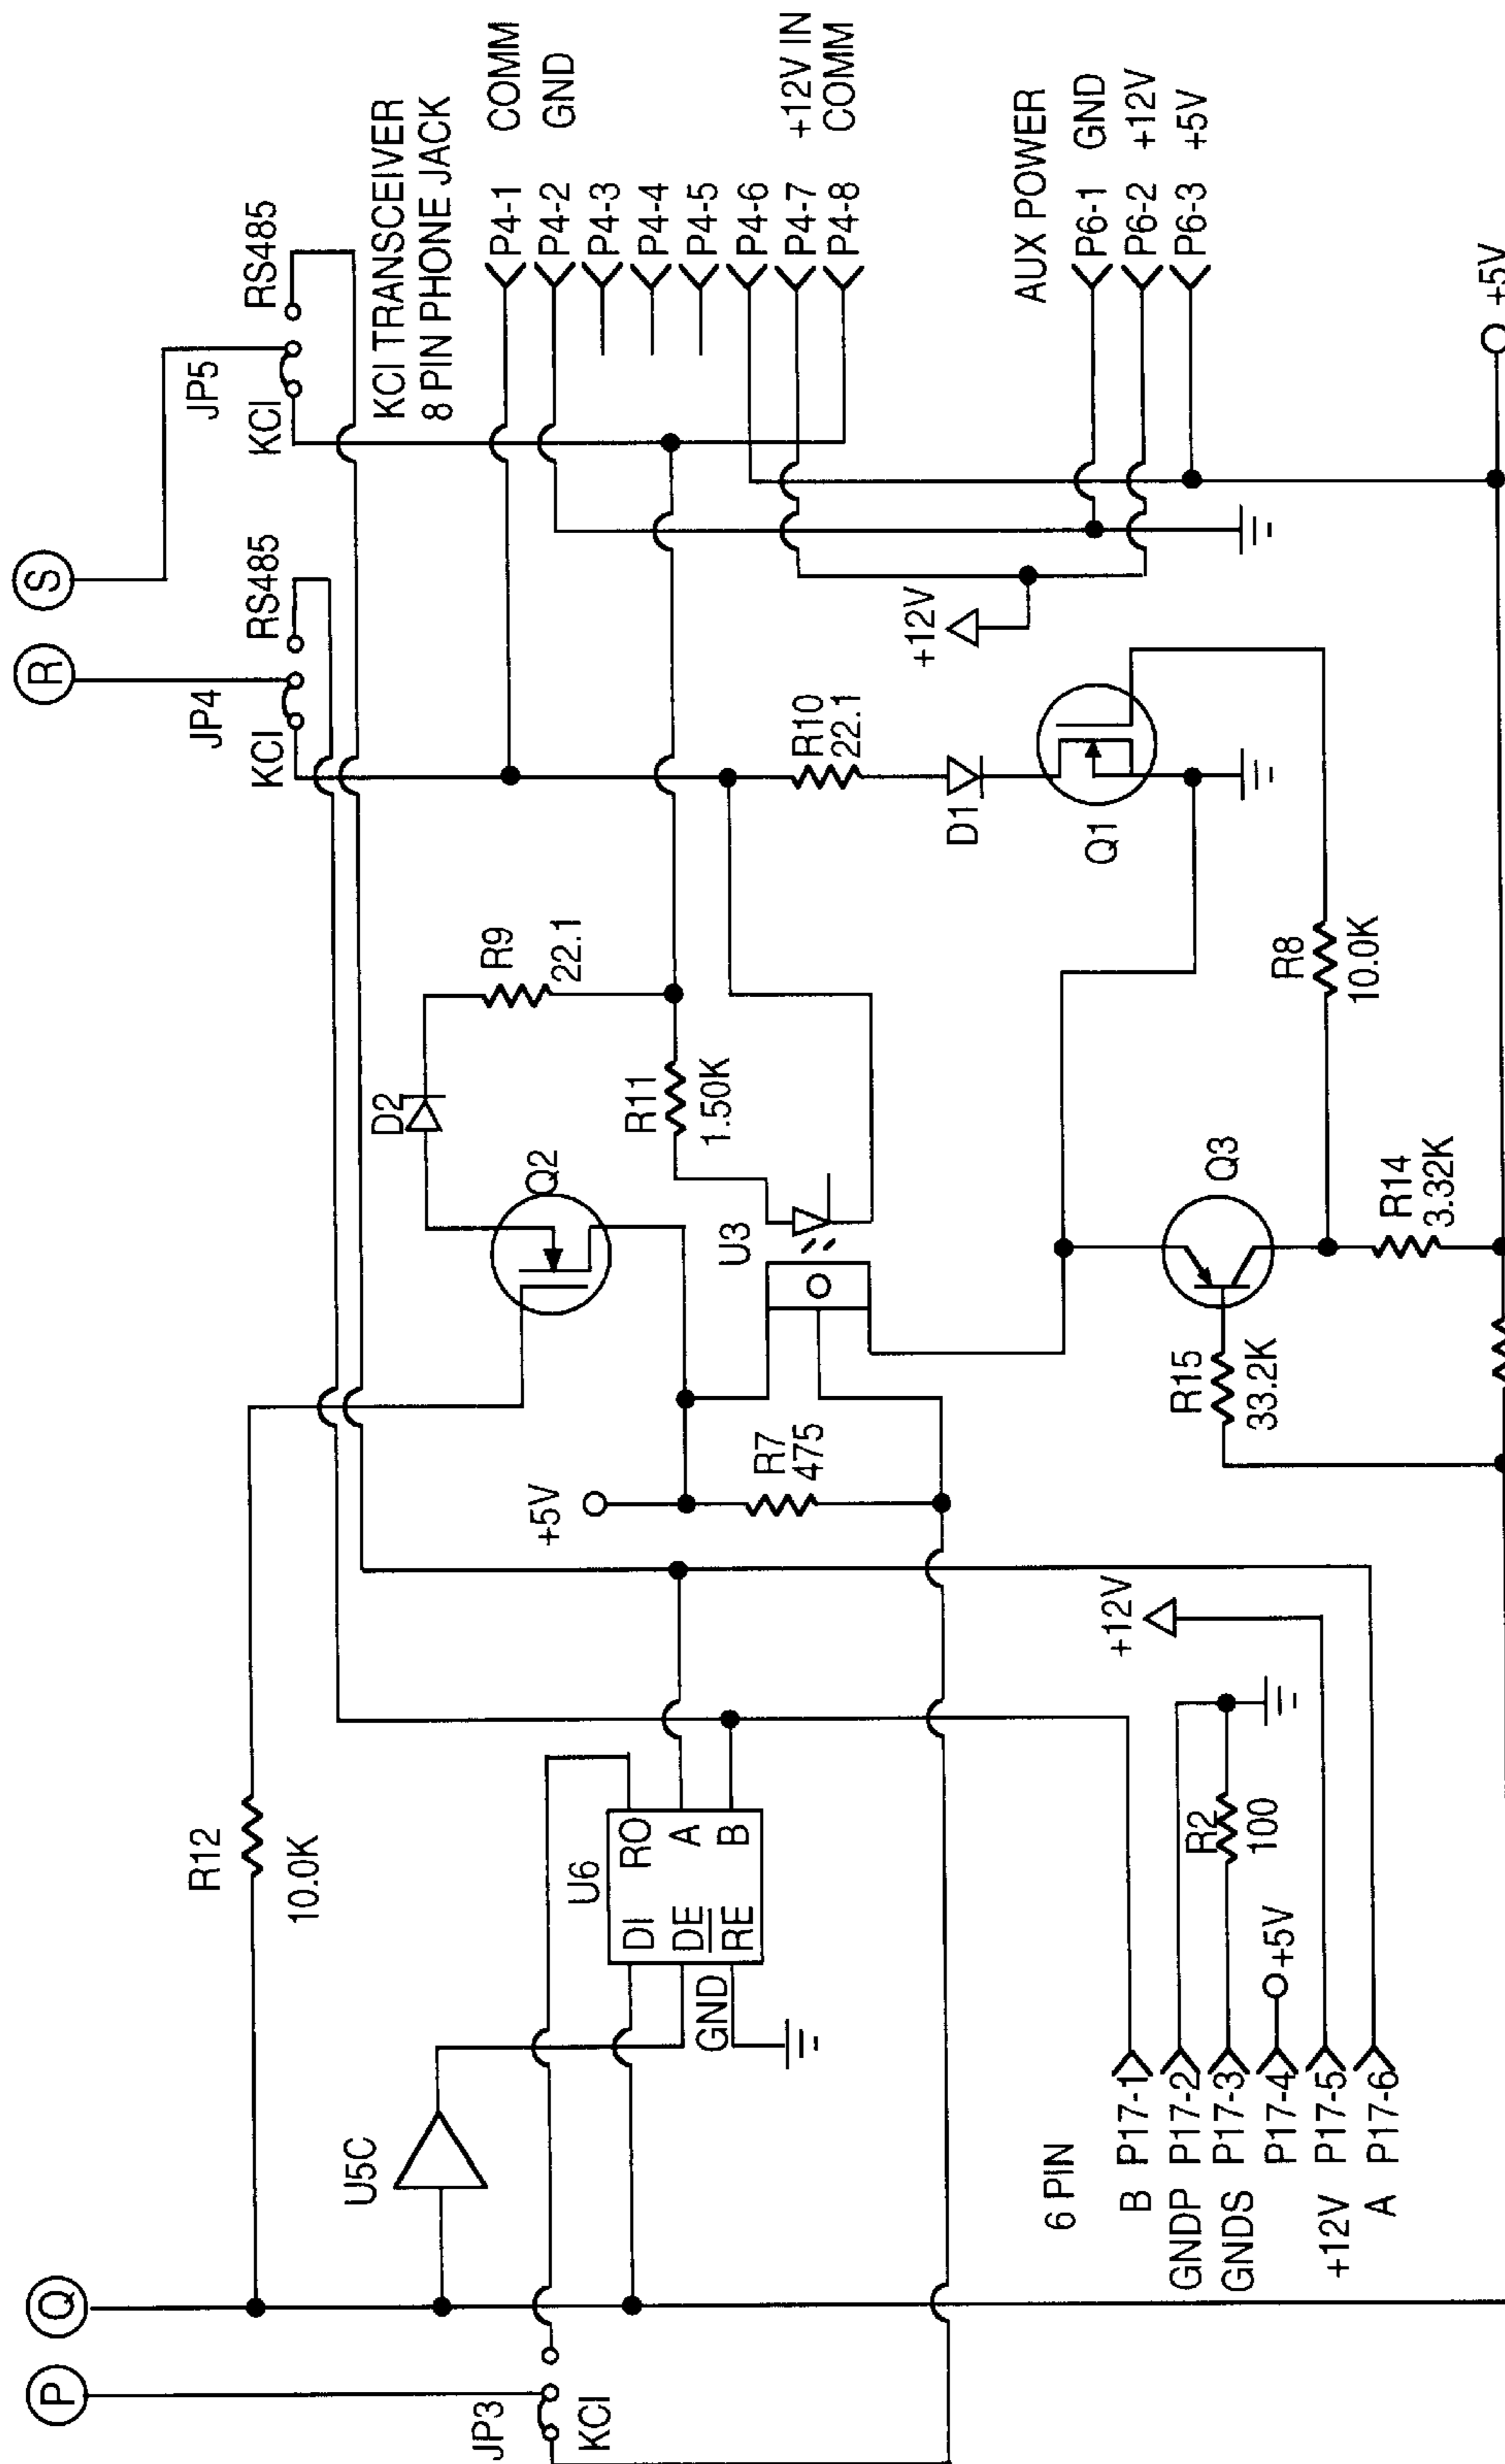 P
Q
R
S
JP3
KCI
R12
10.0K
U5C
U6
DI
DE
RE
RO
A
B
GND
JP4
KCI
RS485
JP5
KCI
RS485
KCI TRANSCEIVER
8 PIN PHONE JACK
P4-1 COMM
P4-2 GND
P4-3
P4-4
P4-5
P4-6
P4-7 +12V IN
P4-8 COMM
AUX POWER
P6-1 GND
P6-2 +12V
P6-3 +5V
+12V
D2
R9
22.1
Q2
R11
1.50K
U3
+5V
R7
475
R10
22.1
D1
Q1
R8
10.0K
Q3
R15
33.2K
R14
3.32K
+5V
+12V
R2
100
+5V
6 PIN
B P17-1
GNDP P17-2
GNDS P17-3
P17-4
+12V P17-5
A P17-6